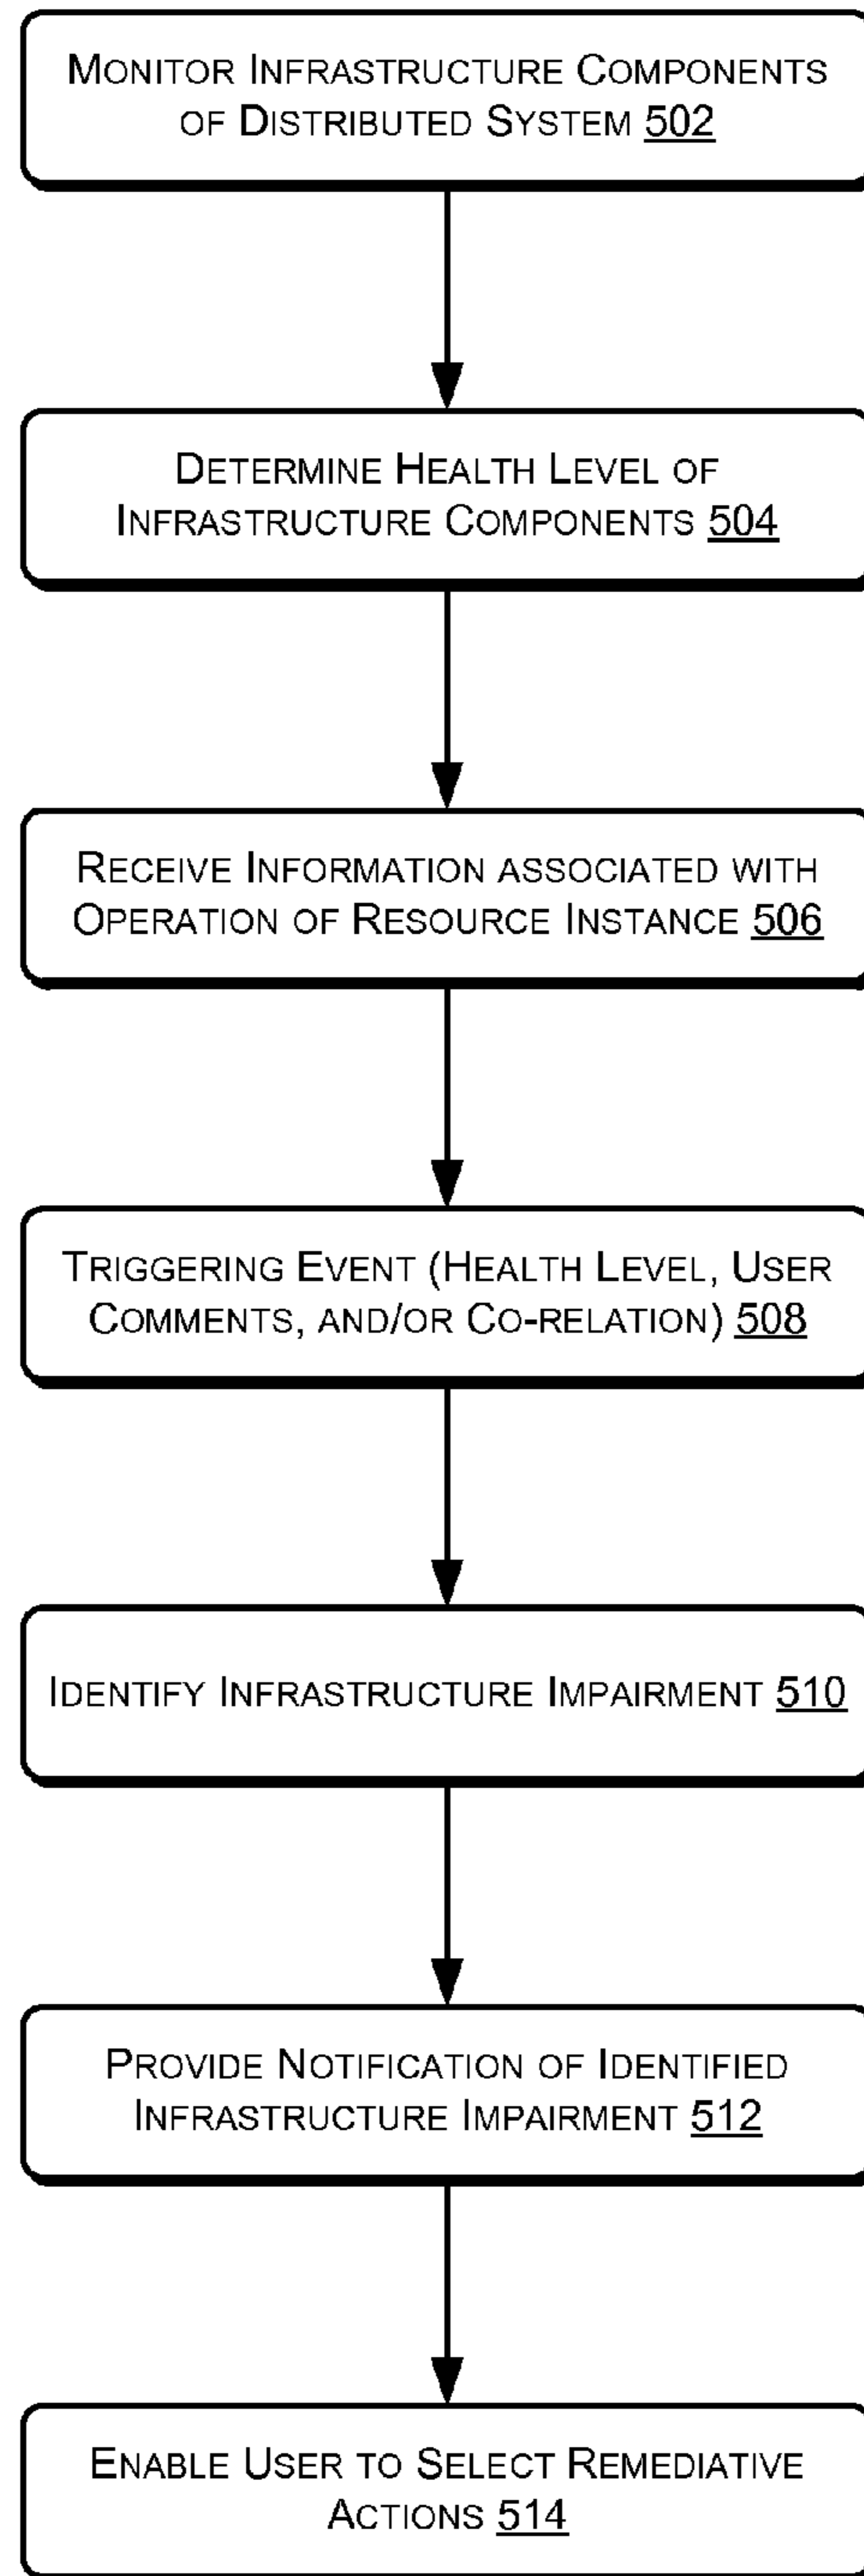 MONITOR INFRASTRUCTURE COMPONENTS
OF DISTRIBUTED SYSTEM 502
DETERMINE HEALTH LEVEL OF
INFRASTRUCTURE COMPONENTS 504
RECEIVE INFORMATION ASSOCIATED WITH
OPERATION OF RESOURCE INSTANCE 506
TRIGGERING EVENT (HEALTH LEVEL, USER
COMMENTS, AND/OR CO-RELATION) 508
IDENTIFY INFRASTRUCTURE IMPAIRMENT 510
PROVIDE NOTIFICATION OF IDENTIFIED
INFRASTRUCTURE IMPAIRMENT 512
ENABLE USER TO SELECT REMEDIATIVE
ACTIONS 514